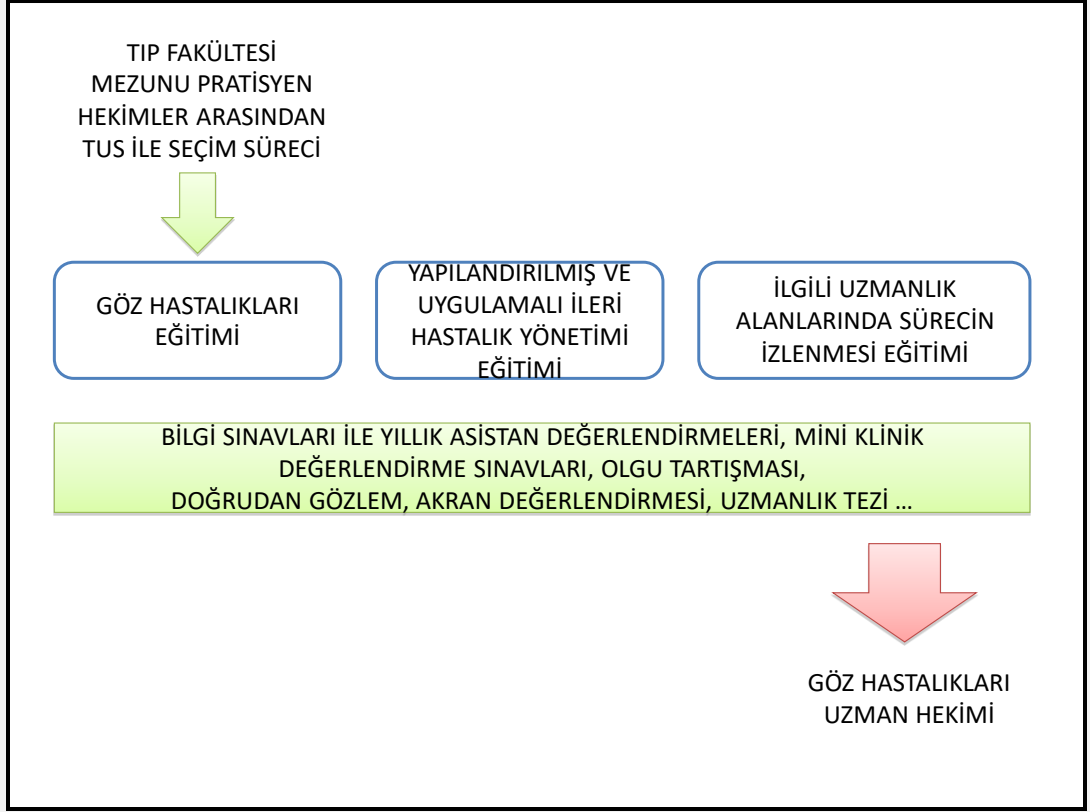 TIP FAKÜLTESİ
MEZUNU PRATİSYEN
HEKİMLER ARASINDAN
TUS İLE SEÇİM SÜRECİ
GÖZ HASTALIKLARI
EĞİTİMİ
YAPILANDIRILMIŞ VE
UYGULAMALI İLERİ
HASTALIK YÖNETİMİ
EĞİTİMİ
İLGİLİ UZMANLIK
ALANLARINDA SÜRECİN
İZLENMESİ EĞİTİMİ
BİLGİ SINAVLARI İLE YILLIK ASİSTAN DEĞERLENDİRMELERİ, MİNİ KLİNİK
DEĞERLENDİRME SINAVLARI, OLGU TARTIŞMASI,
DOĞRUDAN GÖZLEM, AKRAN DEĞERLENDİRMESİ, UZMANLIK TEZİ …
GÖZ HASTALIKLARI
UZMAN HEKİMİ